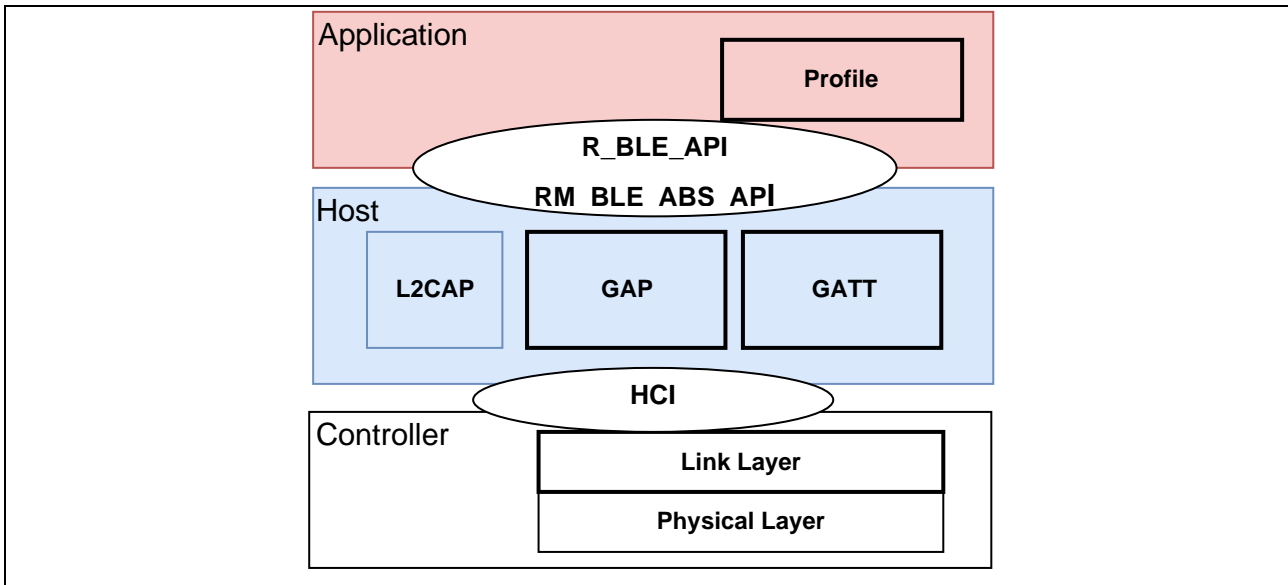 Application
Profile
R_BLE_API
RM_BLE_ABS_API
Host
L2CAP
GAP
GATT
HCI
Controller
Link Layer
Physical Layer